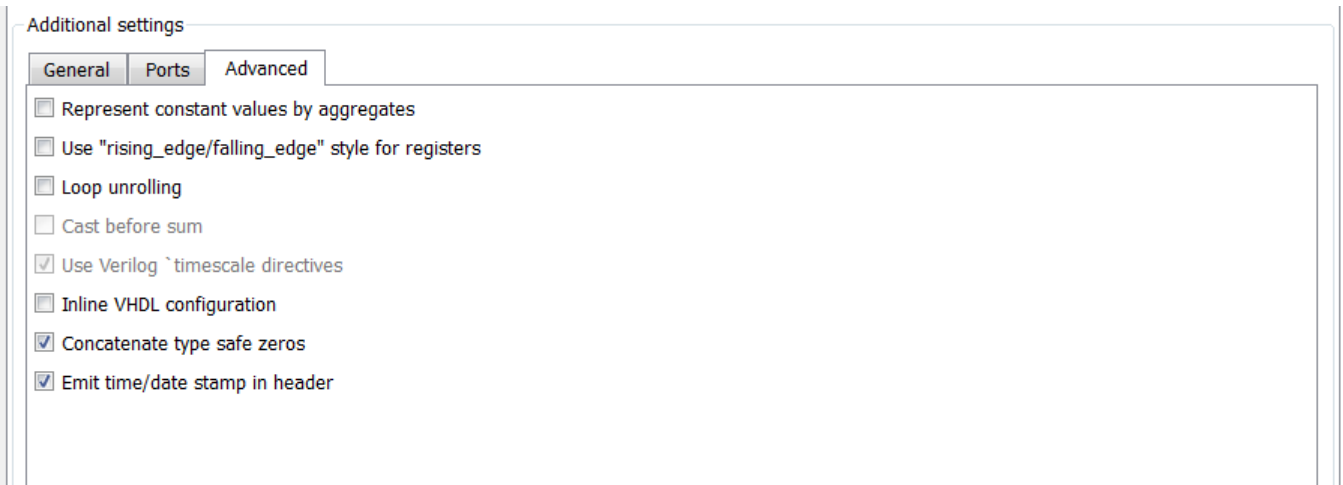 Additional settings
General Ports Advanced
Represent constant values by aggregates
Use "rising_edge/falling_edge" style for registers
Loop unrolling
Cast before sum
Use Verilog `timescale directives
Inline VHDL configuration
Concatenate type safe zeros
Emit time/date stamp in header